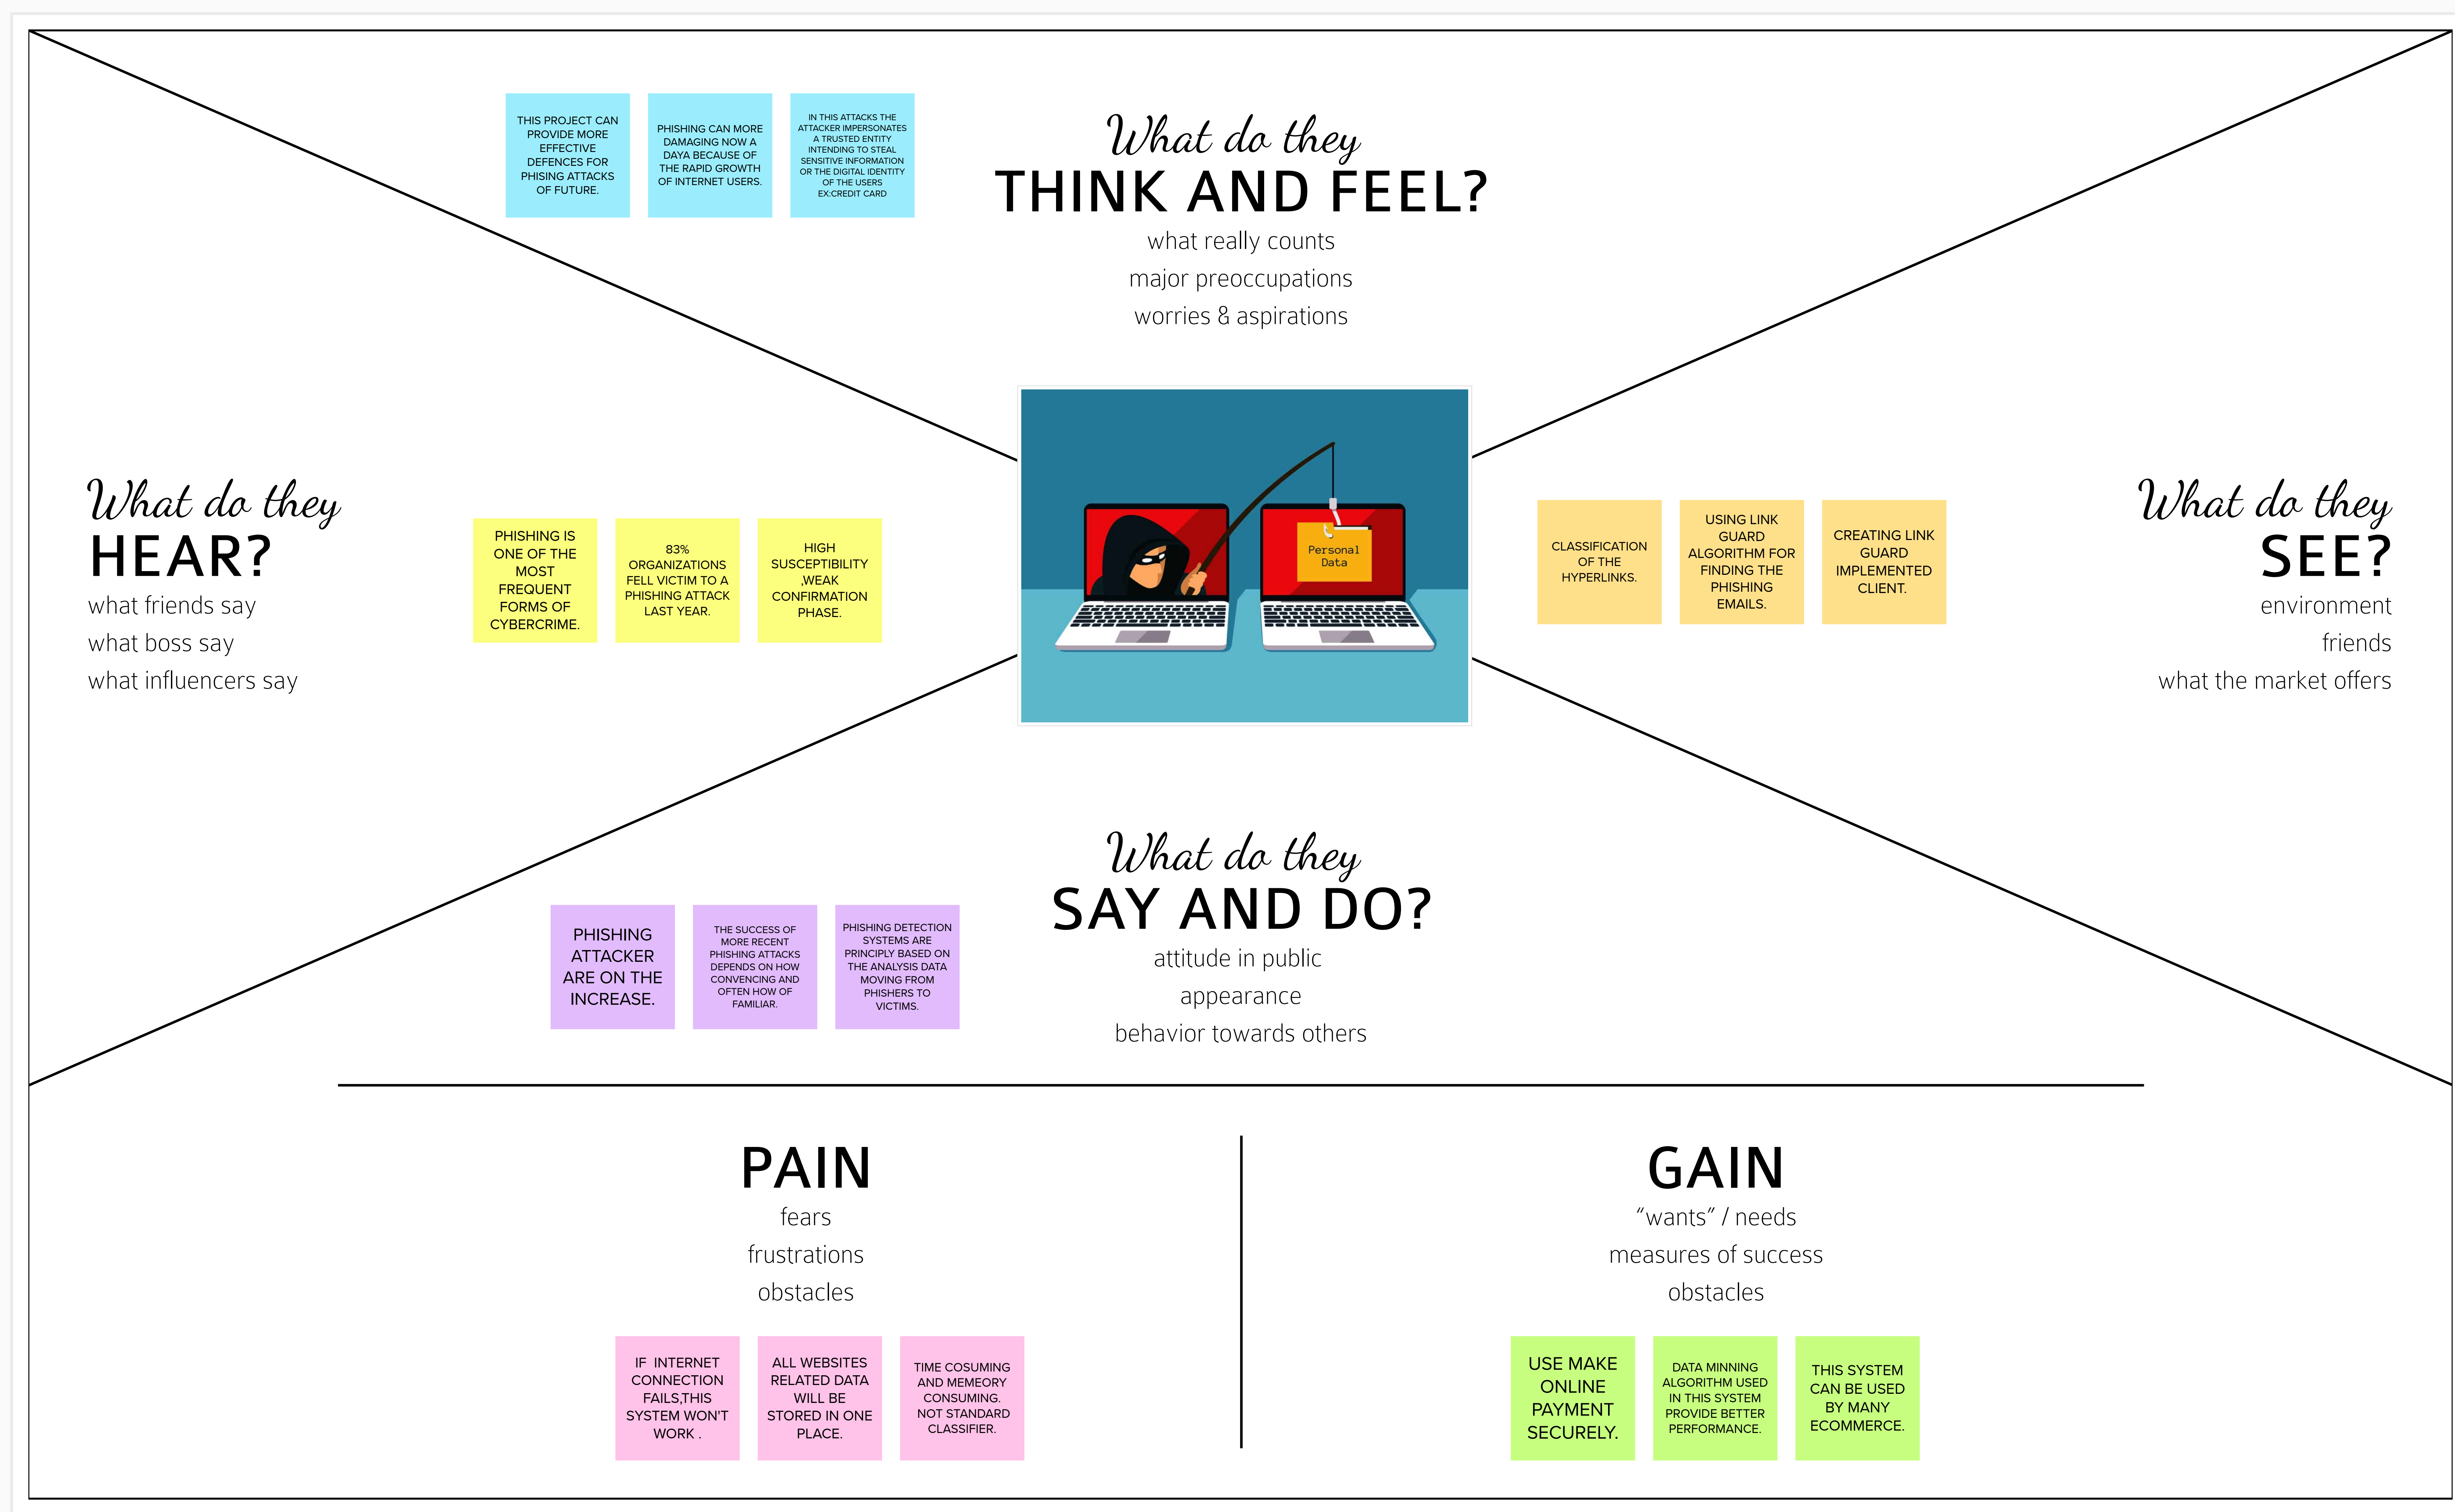 THIS PROJECT CAN
PROVIDE MORE
EFFECTIVE
DEFENCES FOR
PHISING ATTACKS
OF FUTURE.
PHISHING CAN MORE
DAMAGING NOW A
DAYA BECAUSE OF
THE RAPID GROWTH
OF INTERNET USERS.
IN THIS ATTACKS THE
ATTACKER IMPERSONATES
A TRUSTED ENTITY
INTENDING TO STEAL
SENSITIVE INFORMATION
OR THE DIGITAL IDENTITY
OF THE USERS
EX:CREDIT CARD
What do they
THINK AND FEEL?
what really counts
major preoccupations
worries & aspirations
What do they
HEAR?
what friends say
what boss say
what influencers say
PHISHING IS
ONE OF THE
MOST
FREQUENT
FORMS OF
CYBERCRIME.
83%
ORGANIZATIONS
FELL VICTIM TO A
PHISHING ATTACK
LAST YEAR.
HIGH
SUSCEPTIBILITY
,WEAK
CONFIRMATION
PHASE.
Personal
Data
CLASSIFICATION
OF THE
HYPERLINKS.
USING LINK
GUARD
ALGORITHM FOR
FINDING THE
PHISHING
EMAILS.
CREATING LINK
GUARD
IMPLEMENTED
CLIENT.
What do they
SEE?
environment
friends
what the market offers
PHISHING
ATTACKER
ARE ON THE
INCREASE.
THE SUCCESS OF
MORE RECENT
PHISHING ATTACKS
DEPENDS ON HOW
CONVENCING AND
OFTEN HOW OF
FAMILIAR.
PHISHING DETECTION
SYSTEMS ARE
PRINCIPLY BASED ON
THE ANALYSIS DATA
MOVING FROM
PHISHERS TO
VICTIMS.
What do they
SAY AND DO?
attitude in public
appearance
behavior towards others
PAIN
fears
frustrations
obstacles
IF INTERNET
CONNECTION
FAILS,THIS
SYSTEM WON'T
WORK .
ALL WEBSITES
RELATED DATA
WILL BE
STORED IN ONE
PLACE.
TIME COSUMING
AND MEMEORY
CONSUMING.
NOT STANDARD
CLASSIFIER.
GAIN
“wants” / needs
measures of success
obstacles
USE MAKE
ONLINE
PAYMENT
SECURELY.
DATA MINNING
ALGORITHM USED
IN THIS SYSTEM
PROVIDE BETTER
PERFORMANCE.
THIS SYSTEM
CAN BE USED
BY MANY
ECOMMERCE.